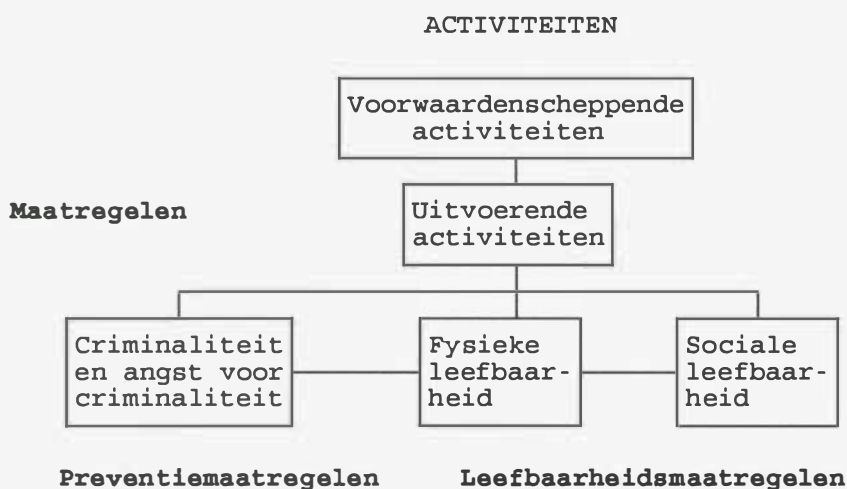 ACTIVITEITEN
Voorwaardenscheppende
activiteiten
Maatregelen
Uitvoerende
activiteiten
Criminaliteit
en angst voor
criminaliteit
Fysieke
leefbaar-
heid
Sociale
leefbaar-
heid
Preventiemaatregelen
Leefbaarheidsmaatregelen